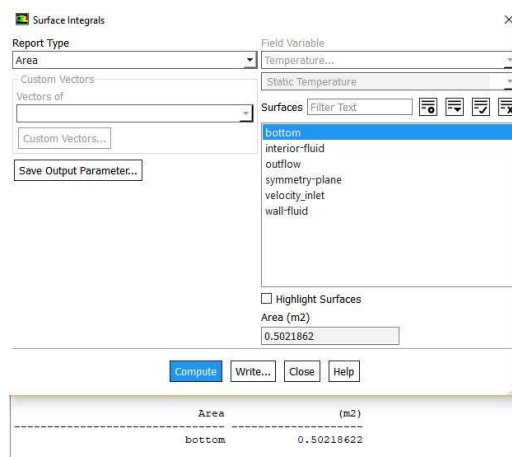 Surface Integrals
Report Type
Area
Custom Vectors
Vectors of
Custom Vectors...
Save Output Parameter...
Field Variable
Temperature...
Static Temperature
Surfaces Filter Text
bottom
interior-fluid
outflow
symmetry-plane
velocity_inlet
wall-fluid
Highlight Surfaces
Area (m2)
0.5021862
Compute Write... Close Help
Area (m2)
bottom 0.50218622